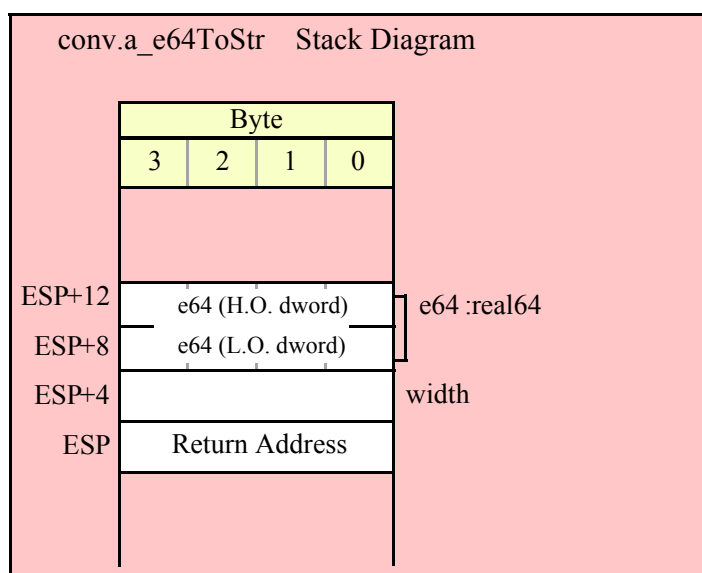 conv.a_e64ToStr Stack Diagram
Byte
3 2 1 0
ESP+12 e64 (H.O. dword) e64 :real64
ESP+8 e64 (L.O. dword)
ESP+4 width
ESP Return Address